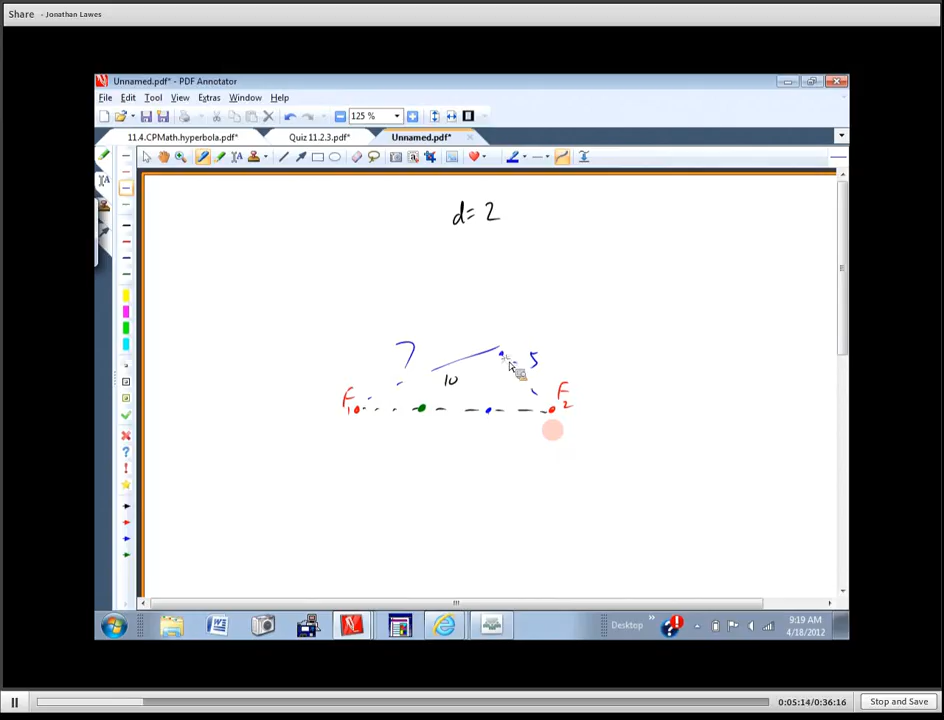 Share - Jonathan Lawes
Unnamed.pdf* - PDF Annotator
File Edit Tool View Extras Window Help
125 %
11.4.CPMath.hyperbola.pdf* Quiz 11.2.3.pdf* Unnamed.pdf*
d= 2
7
5
10
F1
F2
Desktop
9:19 AM
4/18/2012
0:05:14/0:36:16 Stop and Save